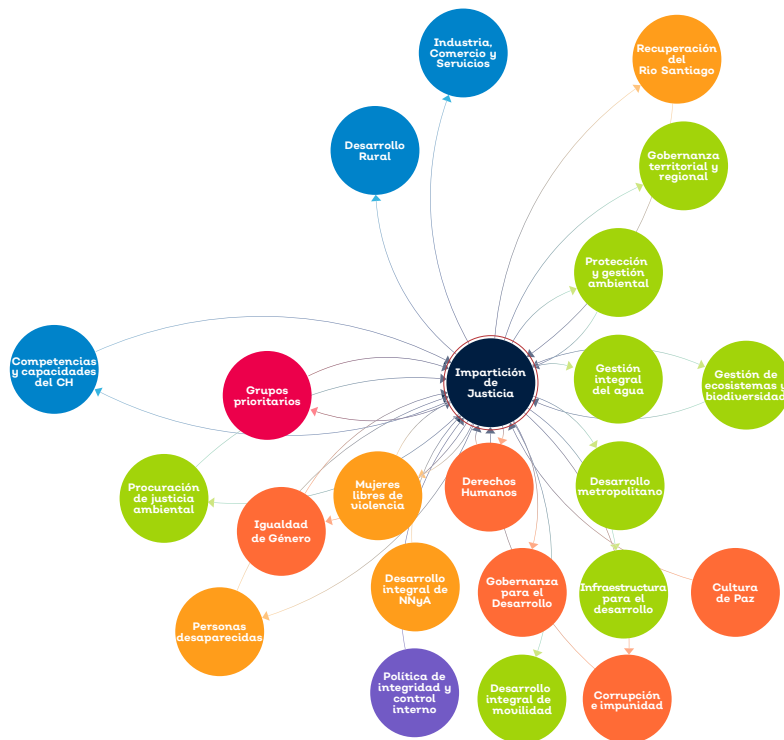 Industria,
Comercio y
Servicios
Recuperación
del
Rio Santiago
Desarrollo
Rural
Gobernanza
territorial y
regional
Protección
y gestión
ambiental
Competencias
y capacidades
del CH
Grupos
prioritarios
Impartición
de
Justicia
Gestión
integral
del agua
Gestión de
ecosistemas y
biodiversidad
Procuración
de justicia
ambiental
Igualdad
de Género
Mujeres
libres de
violencia
Derechos
Humanos
Desarrollo
metropolitano
Personas
desaparecidas
Desarrollo
integral de
NNyA
Gobernanza
para el
Desarrollo
Infraestructura
para el
desarrollo
Cultura
de Paz
Política de
integridad y
control
interno
Desarrollo
integral de
movilidad
Corrupción
e impunidad